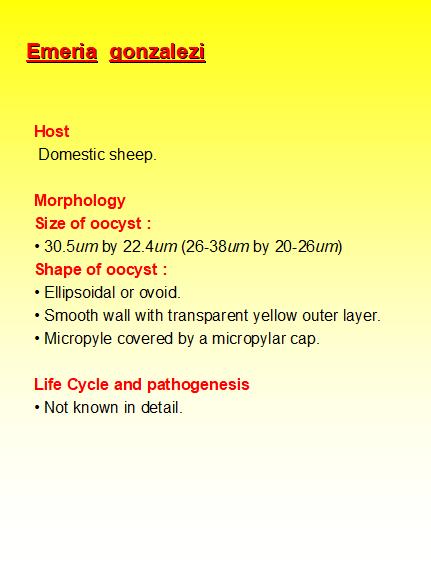 Emeria gonzalezi
Host
Domestic sheep.
Morphology
Size of oocyst :
• 30.5um by 22.4um (26-38um by 20-26um)
Shape of oocyst :
• Ellipsoidal or ovoid.
• Smooth wall with transparent yellow outer layer.
• Micropyle covered by a micropylar cap.
Life Cycle and pathogenesis
• Not known in detail.